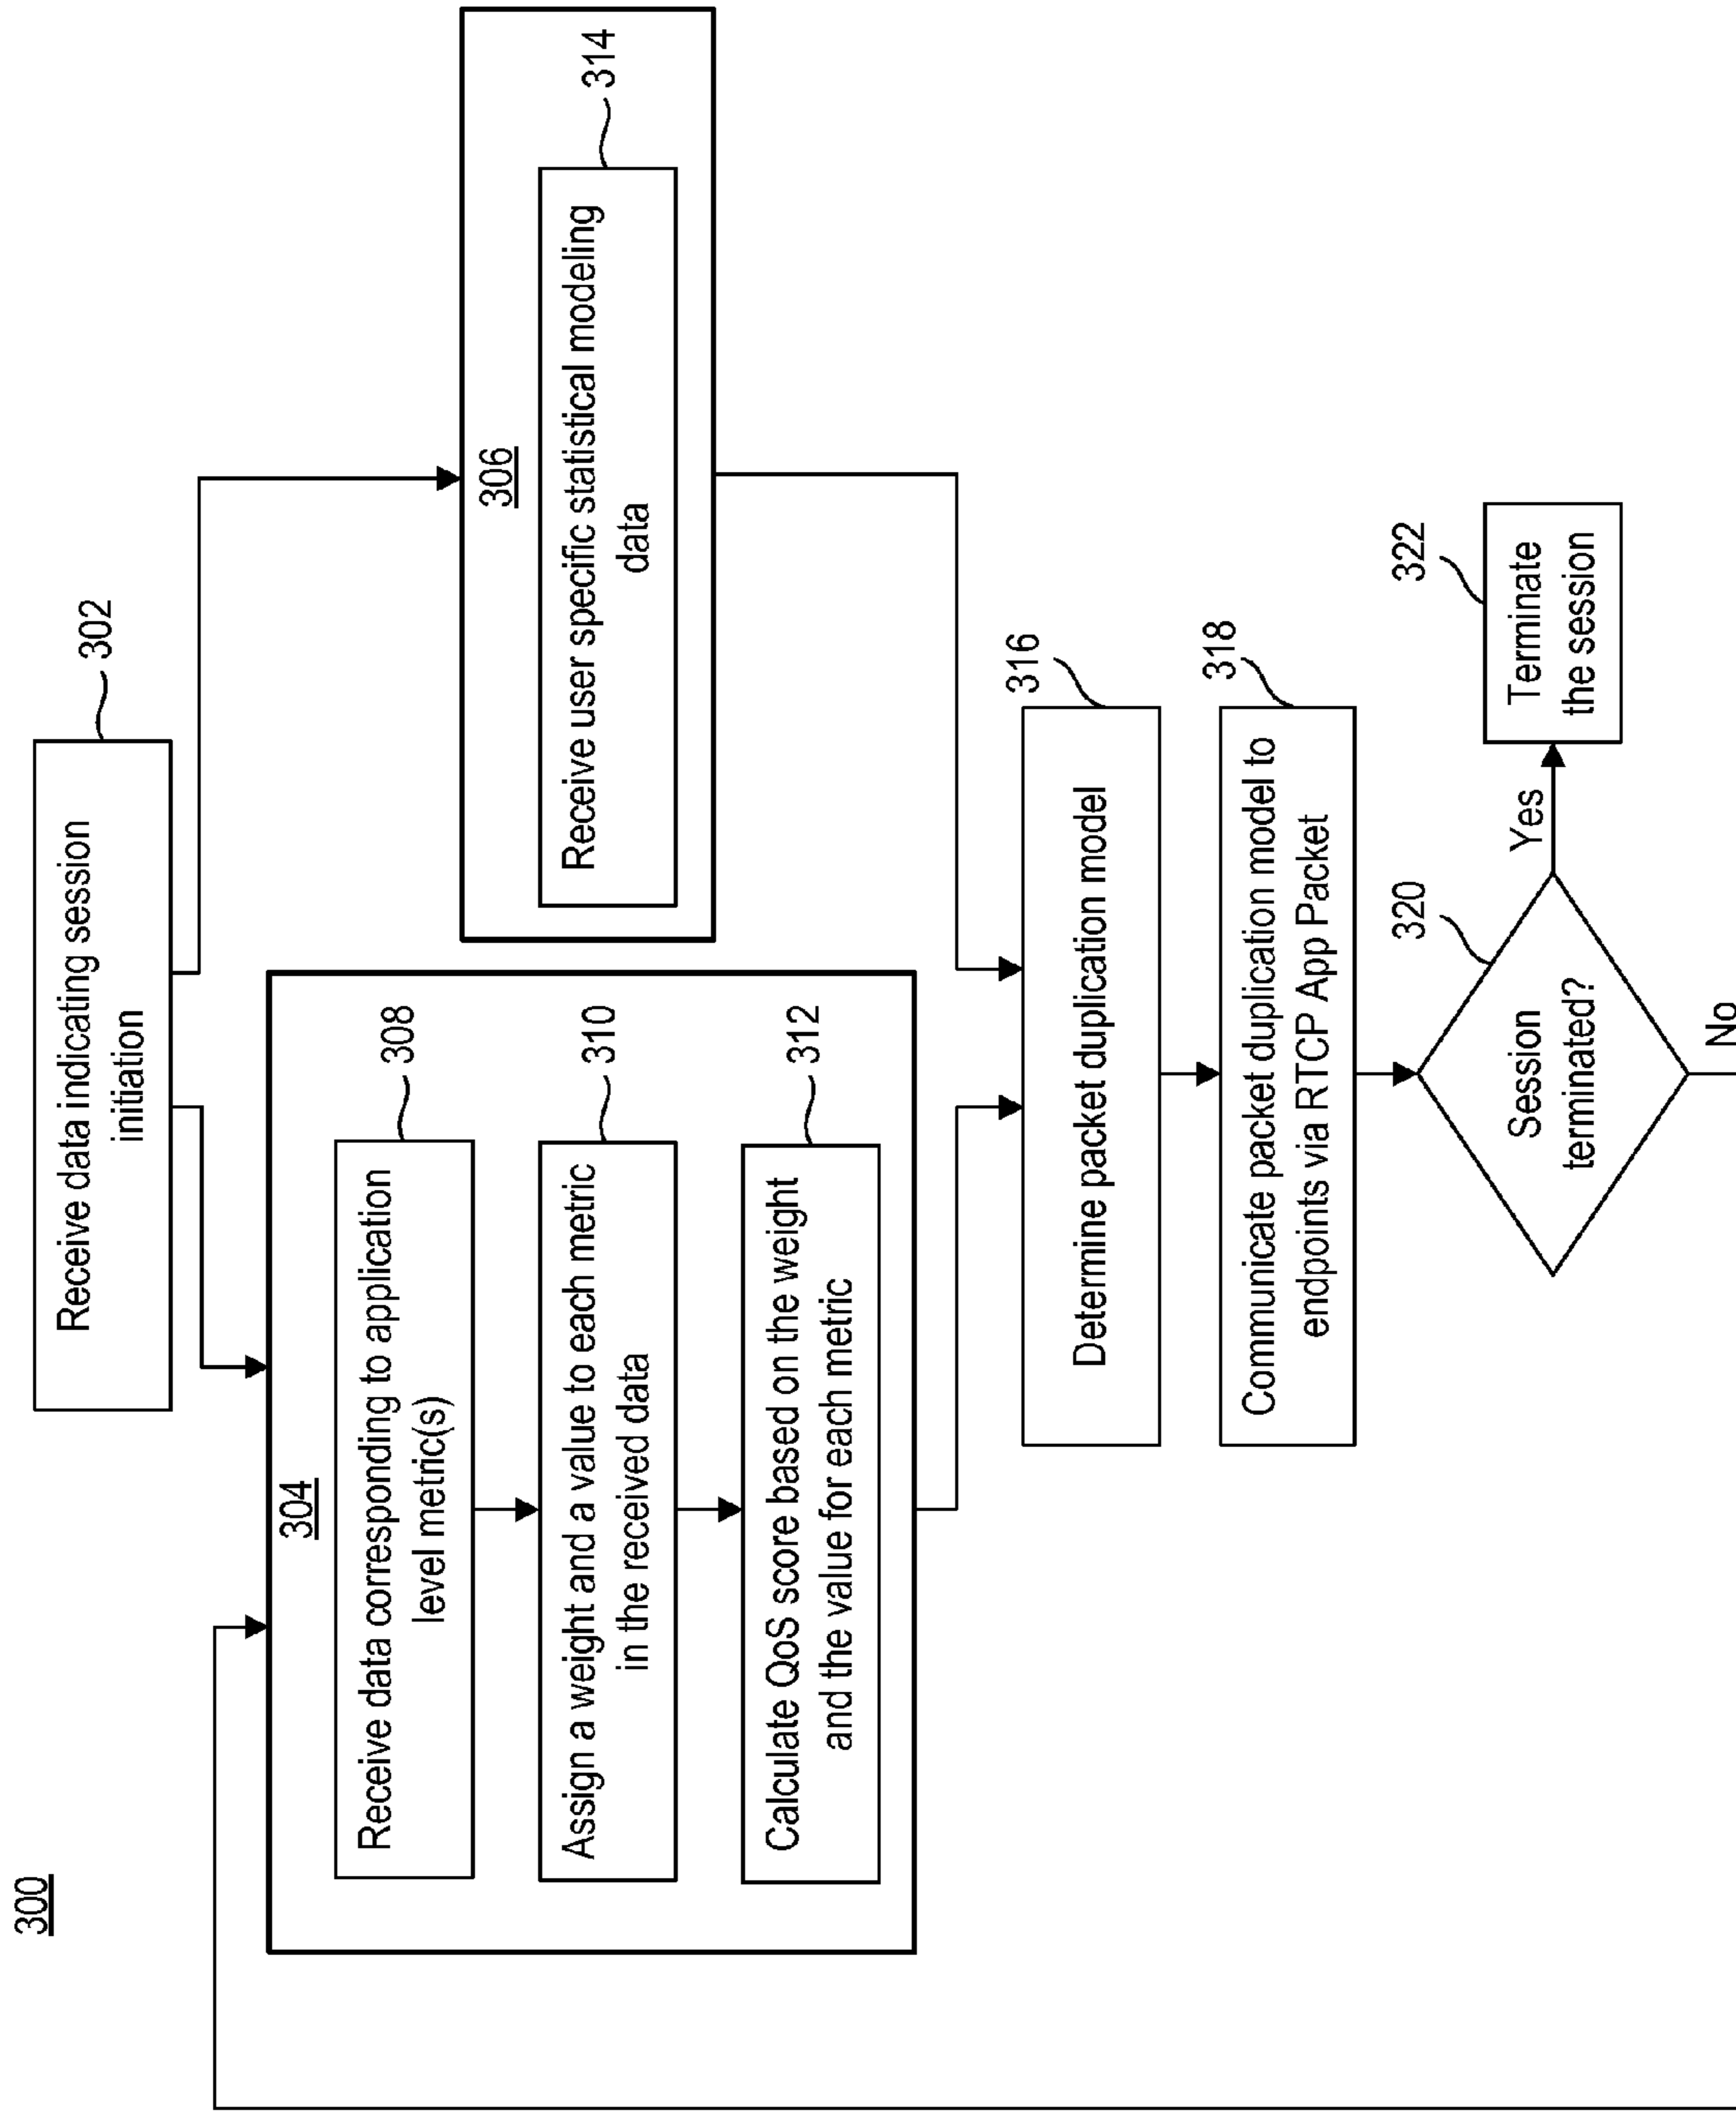 300
Receive data indicating session
initiation
302
304
Receive data corresponding to application
level metric(s)
308
Assign a weight and a value to each metric
in the received data
310
Calculate QoS score based on the weight
and the value for each metric
312
306
Receive user specific statistical modeling
data
314
Determine packet duplication model
316
Communicate packet duplication model to
endpoints via RTCP App Packet
318
Session
terminated?
320
Yes
Terminate
the session
322
No